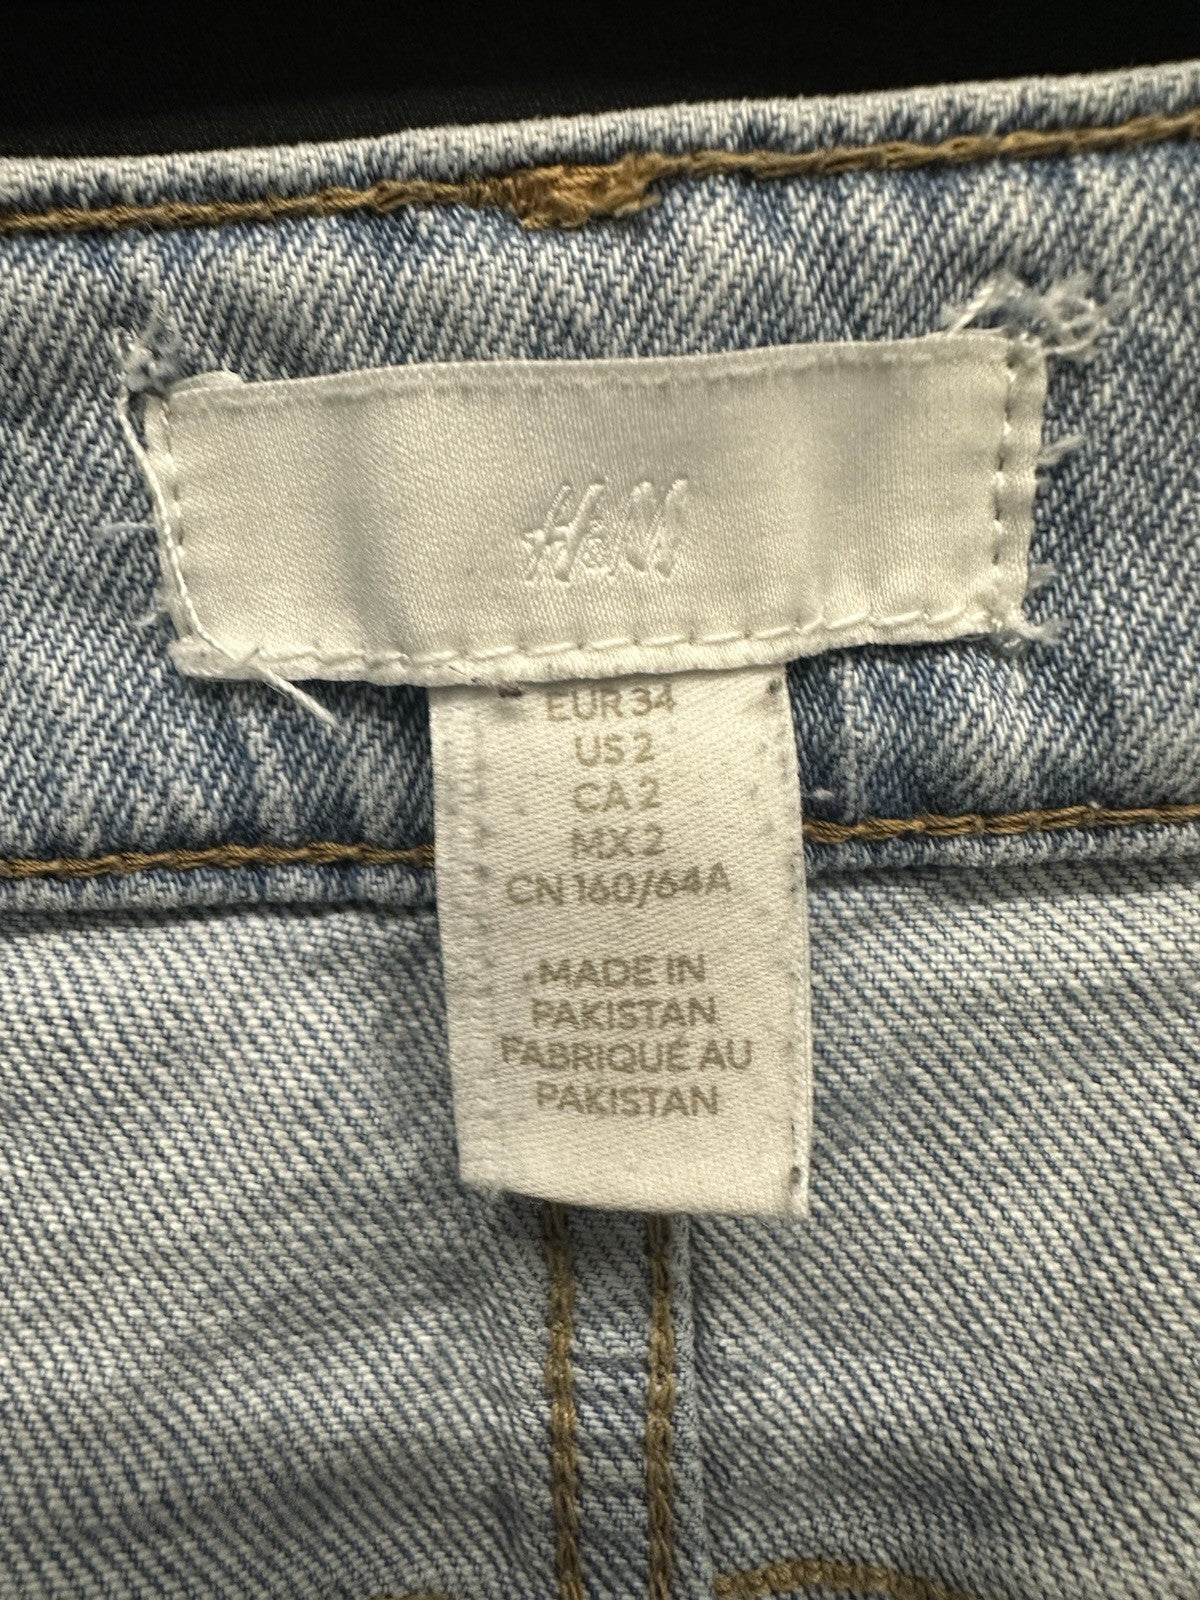 H&M
EUR 34
US 2
CA 2
MX 2
CN 160/64A
MADE IN
PAKISTAN
FABRIQUÉ AU
PAKISTAN